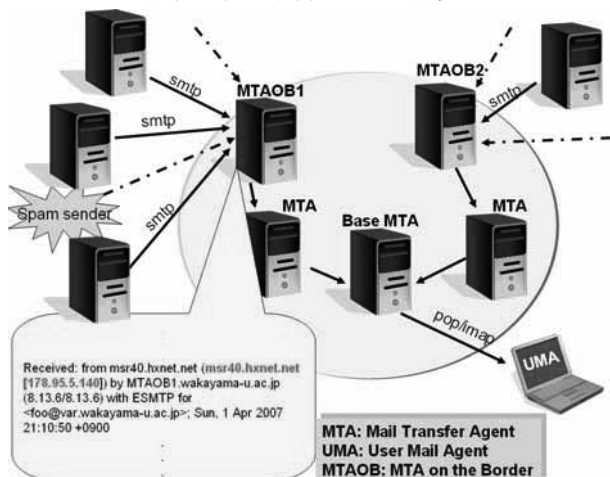 smtp
MTAOB1
MTAOB2
smtp
smtp
Spam sender
smtp
MTA
Base MTA
MTA
pop/imap
UMA
Received: from msr40.hxnet.net (msr40.hxnet.net
[178.95.5.140]) by MTAOB1.wakayama-u.ac.jp
(8.13.6/8.13.6) with ESMTP for
<foo@var.wakayama-u.ac.jp>; Sun, 1 Apr 2007
21:10:50 +0900
MTA: Mail Transfer Agent
UMA: User Mail Agent
MTAOB: MTA on the Border